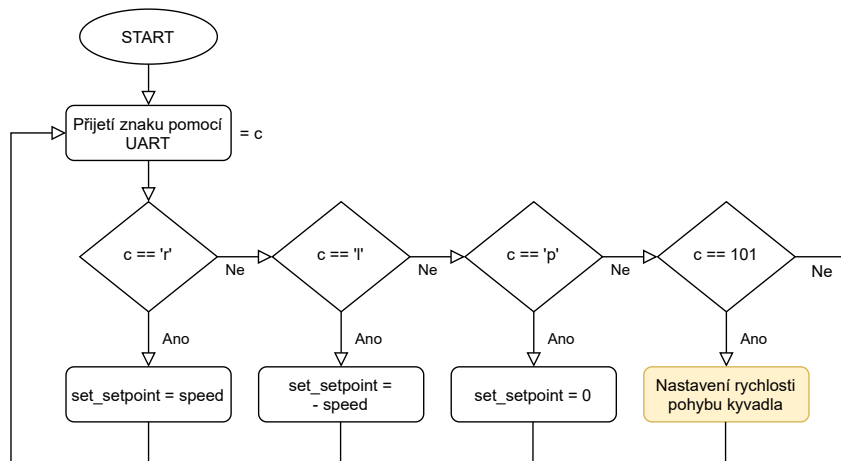 START
Přijetí znaku pomocí
UART
= c
c == 'r'
Ne
c == 'l'
Ne
c == 'p'
Ne
c == 101
Ne
Ano
Ano
Ano
Ano
set_setpoint = speed
set_setpoint =
- speed
set_setpoint = 0
Nastavení rychlosti
pohybu kyvadla